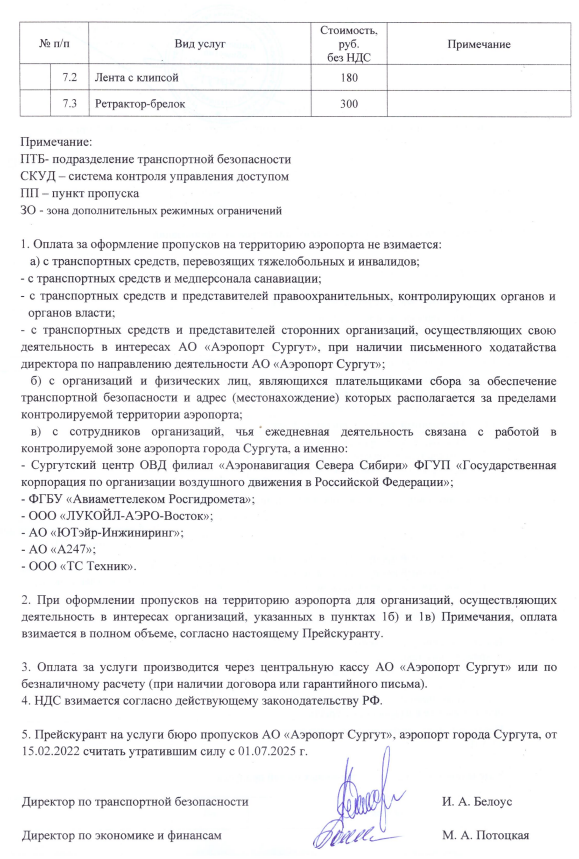 № п/п Вид услуг Стоимость, руб. без НДС Примечание
7.2 Лента с клипсой 180
7.3 Ретрактор-брелок 300
Примечание:
ПТБ- подразделение транспортной безопасности
СКУД – система контроля управления доступом
ПП – пункт пропуска
ЗО - зона дополнительных режимных ограничений
1. Оплата за оформление пропусков на территорию аэропорта не взимается:
а) с транспортных средств, перевозящих тяжелобольных и инвалидов;
- с транспортных средств и медперсонала санавиации;
- с транспортных средств и представителей правоохранительных, контролирующих органов и
органов власти;
- с транспортных средств и представителей сторонних организаций, осуществляющих свою
деятельность в интересах АО «Аэропорт Сургут», при наличии письменного ходатайства
директора по направлению деятельности АО «Аэропорт Сургут»;
б) с организаций и физических лиц, являющихся плательщиками сбора за обеспечение
транспортной безопасности и адрес (местонахождение) которых располагается за пределами
контролируемой территории аэропорта;
в) с сотрудников организаций, чья ежедневная деятельность связана с работой в
контролируемой зоне аэропорта города Сургута, а именно:
- Сургутский центр ОВД филиал «Аэронавигация Севера Сибири» ФГУП «Государственная
корпорация по организации воздушного движения в Российской Федерации»;
- ФГБУ «Авиаметтелеком Росгидромета»;
- ООО «ЛУКОЙЛ-АЭРО-Восток»;
- АО «ЮТэйр-Инжиниринг»;
- АО «А247»;
- ООО «ТС Техник».
2. При оформлении пропусков на территорию аэропорта для организаций, осуществляющих
деятельность в интересах организаций, указанных в пунктах 1б) и 1в) Примечания, оплата
взимается в полном объеме, согласно настоящему Прейскуранту.
3. Оплата за услуги производится через центральную кассу АО «Аэропорт Сургут» или по
безналичному расчету (при наличии договора или гарантийного письма).
4. НДС взимается согласно действующему законодательству РФ.
5. Прейскурант на услуги бюро пропусков АО «Аэропорт Сургут», аэропорт города Сургута, от
15.02.2022 считать утратившим силу с 01.07.2025 г.
Директор по транспортной безопасности И. А. Белоус
Директор по экономике и финансам М. А. Потоцкая